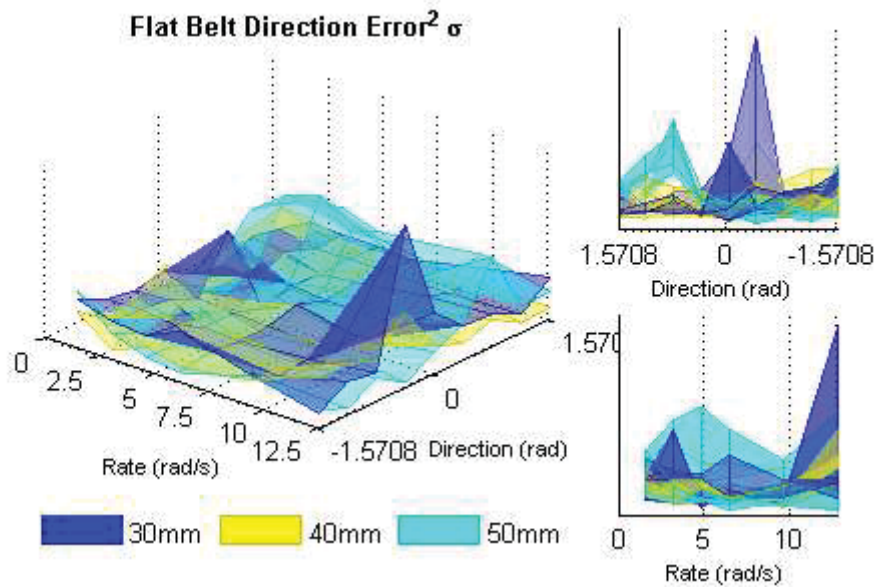 Flat Belt Direction Error² σ
0
2.5
5
7.5
10
12.5
Rate (rad/s)
-1.5708
0
1.570
Direction (rad)
30mm
40mm
50mm
1.5708
0
-1.5708
Direction (rad)
0
5
10
Rate (rad/s)